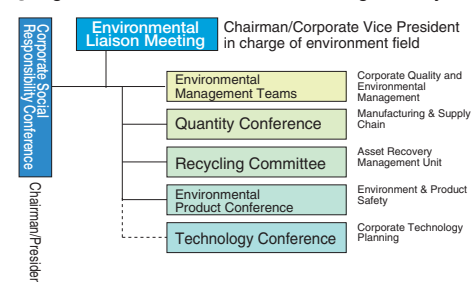 Corporate Social
Responsibility Conference
Chairman/Presiden
Environmental
Liaison Meeting
Chairman/Corporate Vice President
in charge of environment field
Environmental
Management Teams
Corporate Quality and
Environmental
Management
Quantity Conference
Manufacturing & Supply
Chain
Recycling Committee
Asset Recovery
Management Unit
Environmental
Product Conference
Environment & Product
Safety
Technology Conference
Corporate Technology
Planning